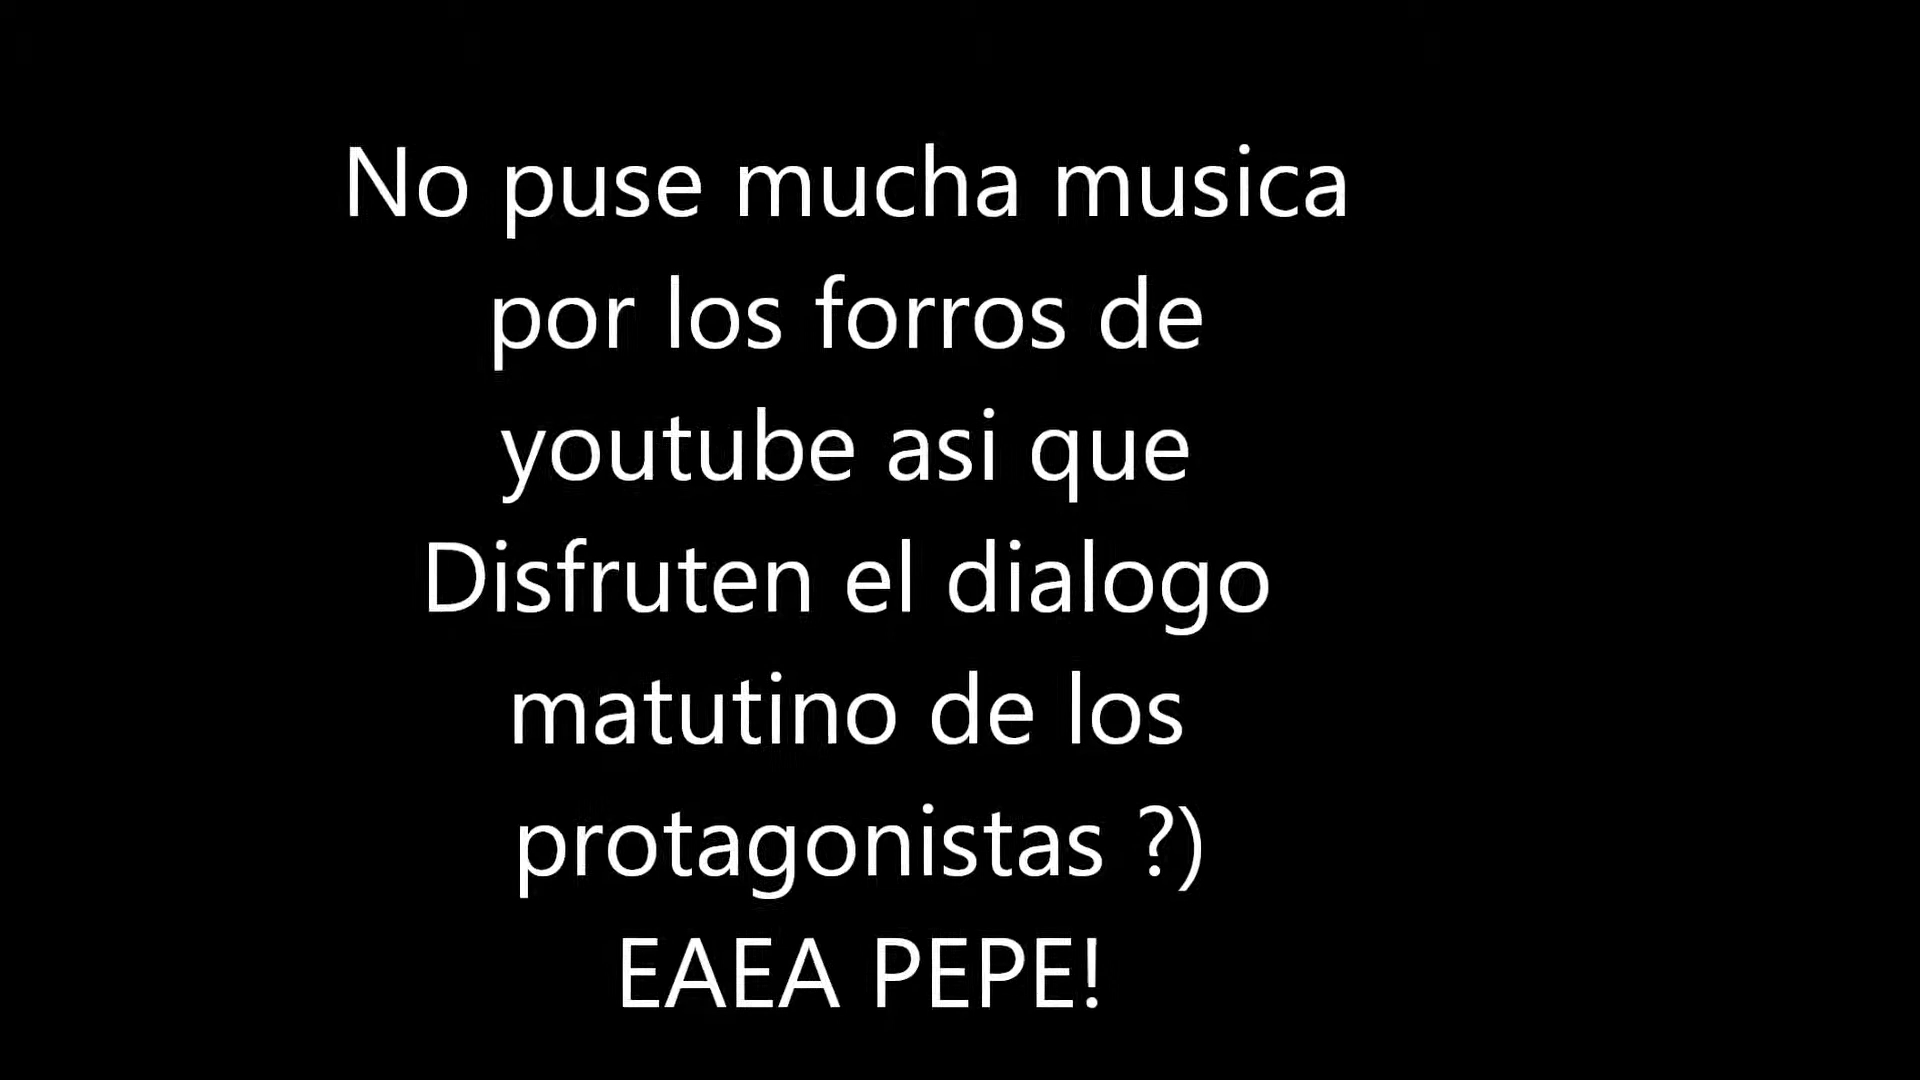 No puse mucha musica
por los forros de
youtube asi que
Disfruten el dialogo
matutino de los
protagonistas ?)
EAEA PEPE!